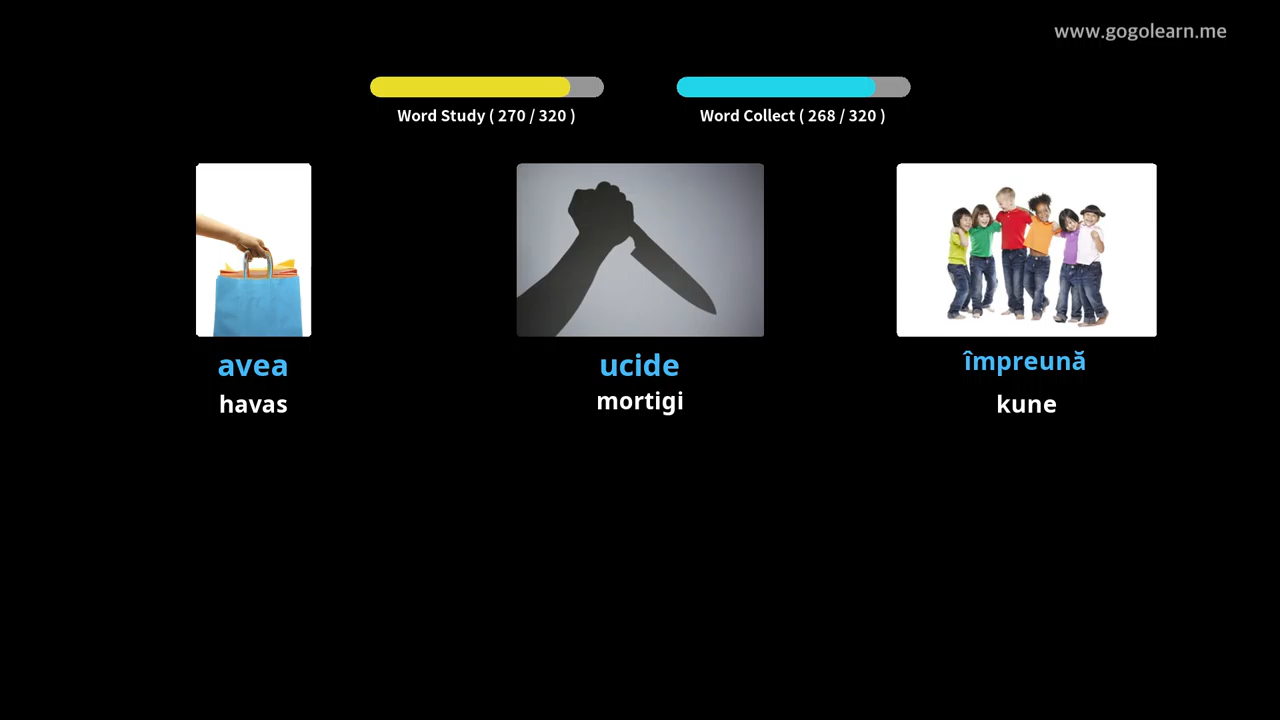 www.gogolearn.me
Word Study ( 270 / 320 )
Word Collect ( 268 / 320 )
avea
havas
ucide
mortigi
împreună
kune